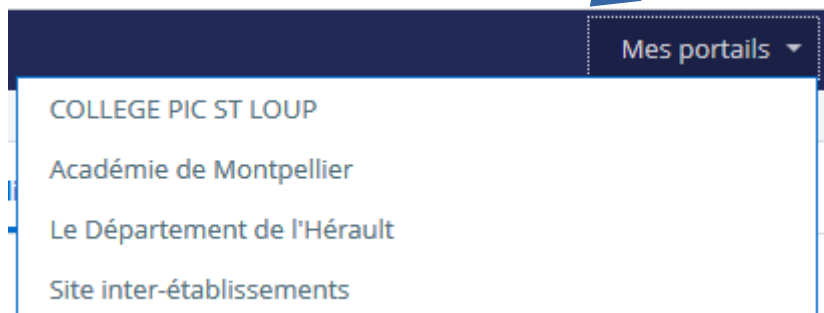 Mes portails
COLLEGE PIC ST LOUP
Académie de Montpellier
Le Département de l'Hérault
Site inter-établissements